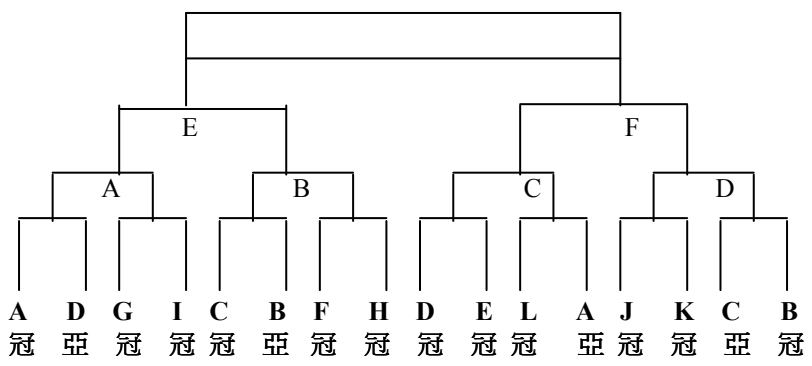 E F
A B C D
A D G I C B F H D E L A J K C B
冠 亞 冠 冠 冠 亞 冠 冠 冠 冠 冠 亞 冠 冠 亞 冠